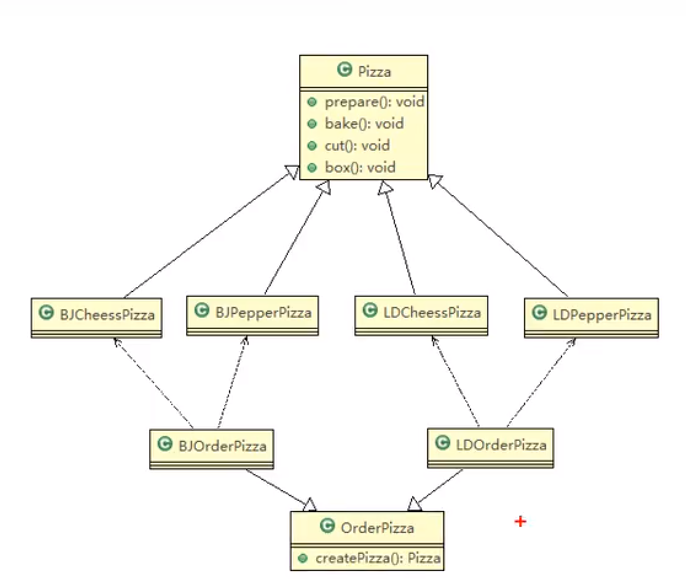 Pizza
prepare(): void
bake(): void
cut(): void
box(): void
BJCheessPizza
BJPepperPizza
LDCheessPizza
LDPepperPizza
BJOrderPizza
LDOrderPizza
OrderPizza
createPizza(): Pizza